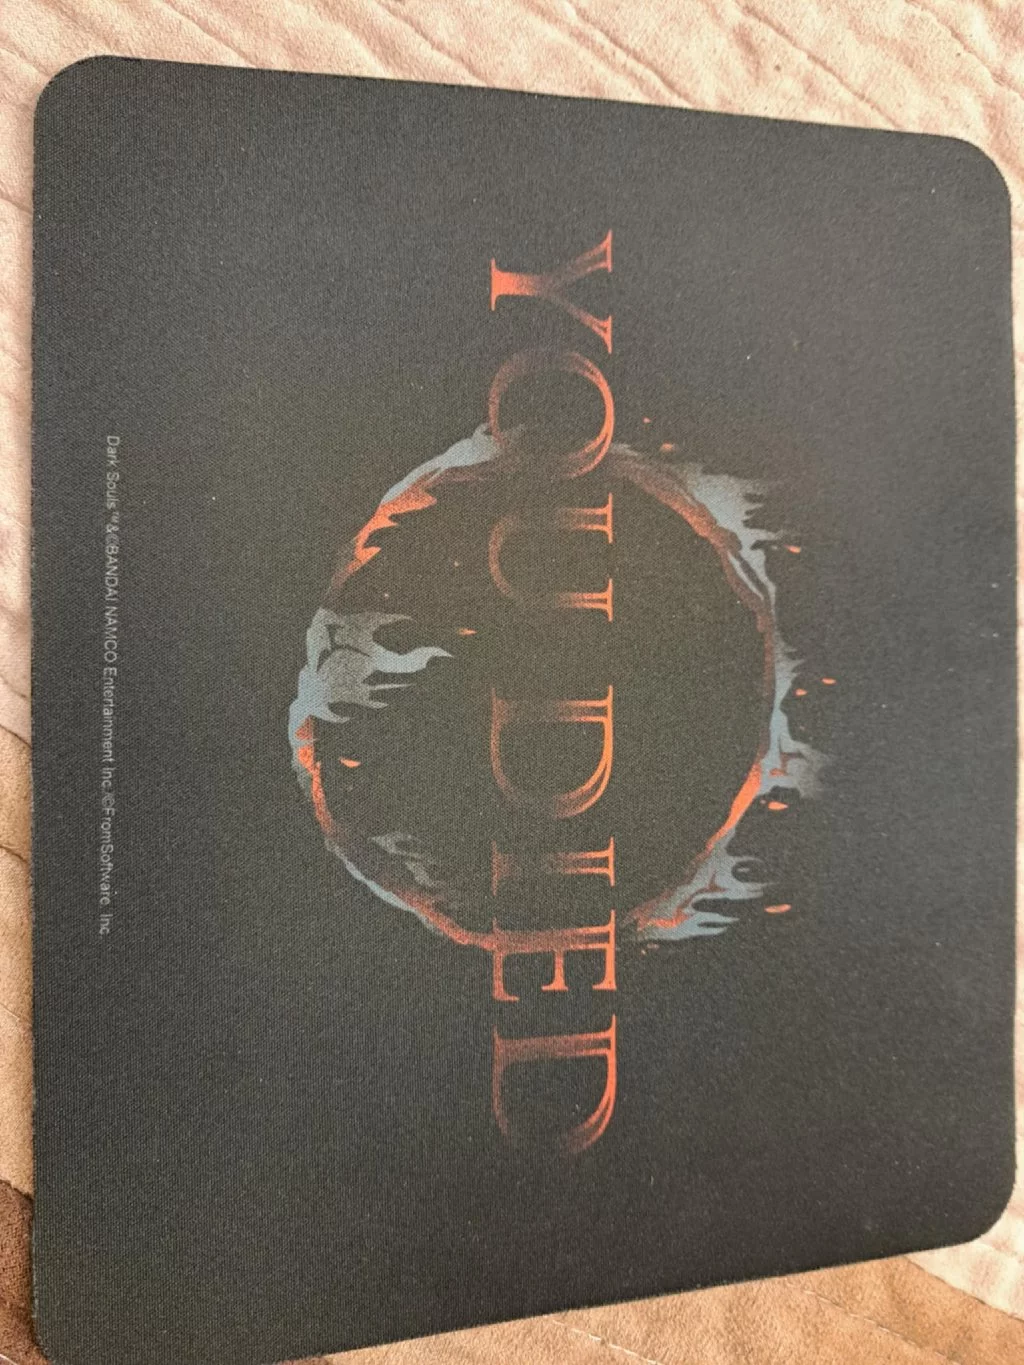 YOU DIED
Dark Souls™&©BANDAI NAMCO Entertainment Inc. ©FromSoftware, Inc.